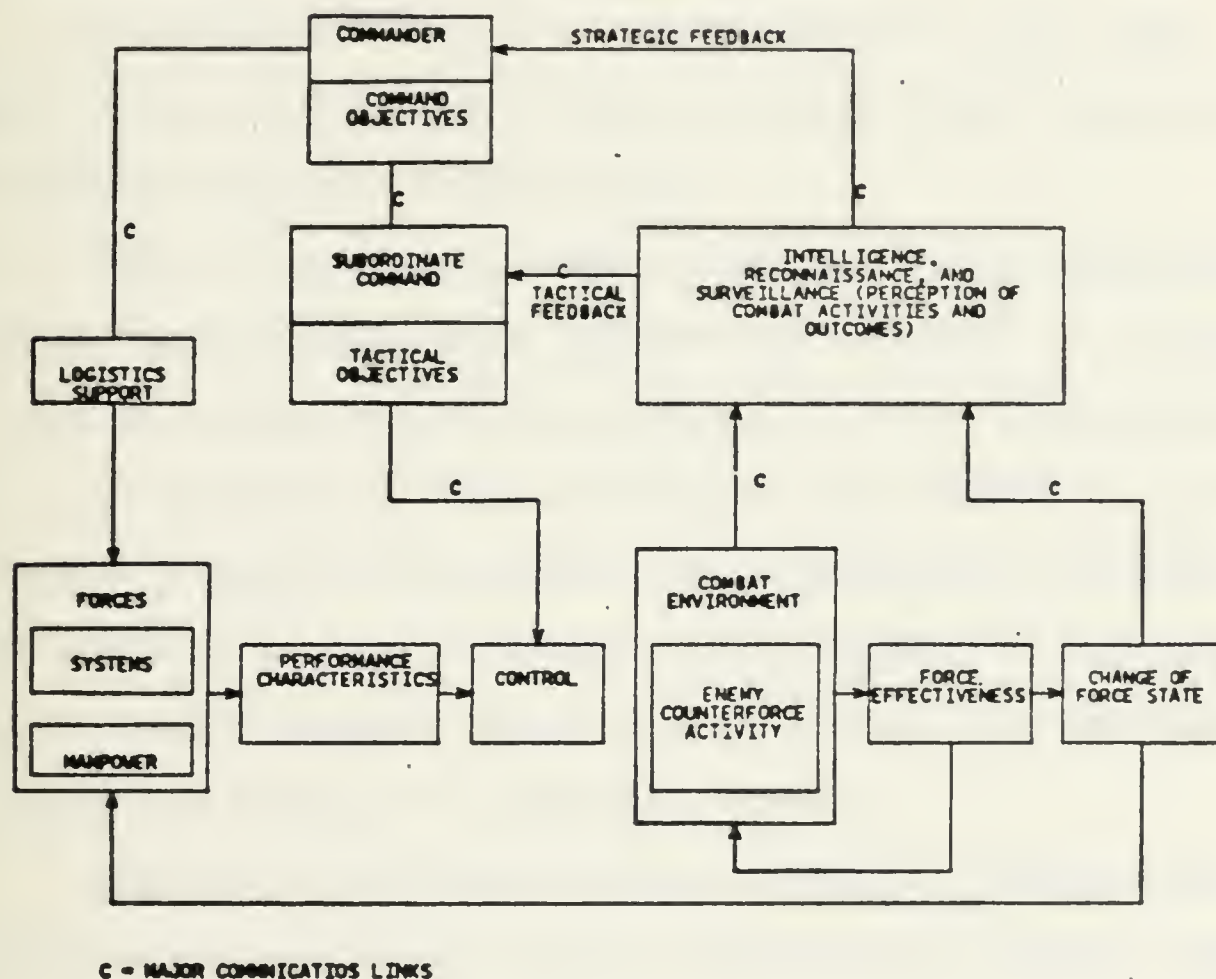 COMMANDER
STRATEGIC FEEDBACK
COMMAND
OBJECTIVES
C
C
C
SUBORDINATE
COMMAND
C
TACTICAL
FEEDBACK
INTELLIGENCE,
RECONNAISSANCE, AND
SURVEILLANCE (PERCEPTION OF
COMBAT ACTIVITIES AND
OUTCOMES)
TACTICAL
OBJECTIVES
LOGISTICS
SUPPORT
C
C
C
FORCES
SYSTEMS
MANPOWER
PERFORMANCE
CHARACTERISTICS
CONTROL
COMBAT
ENVIRONMENT
ENEMY
COUNTERFORCE
ACTIVITY
FORCE
EFFECTIVENESS
CHANGE OF
FORCE STATE
C = MAJOR COMMNICATIOS LINKS